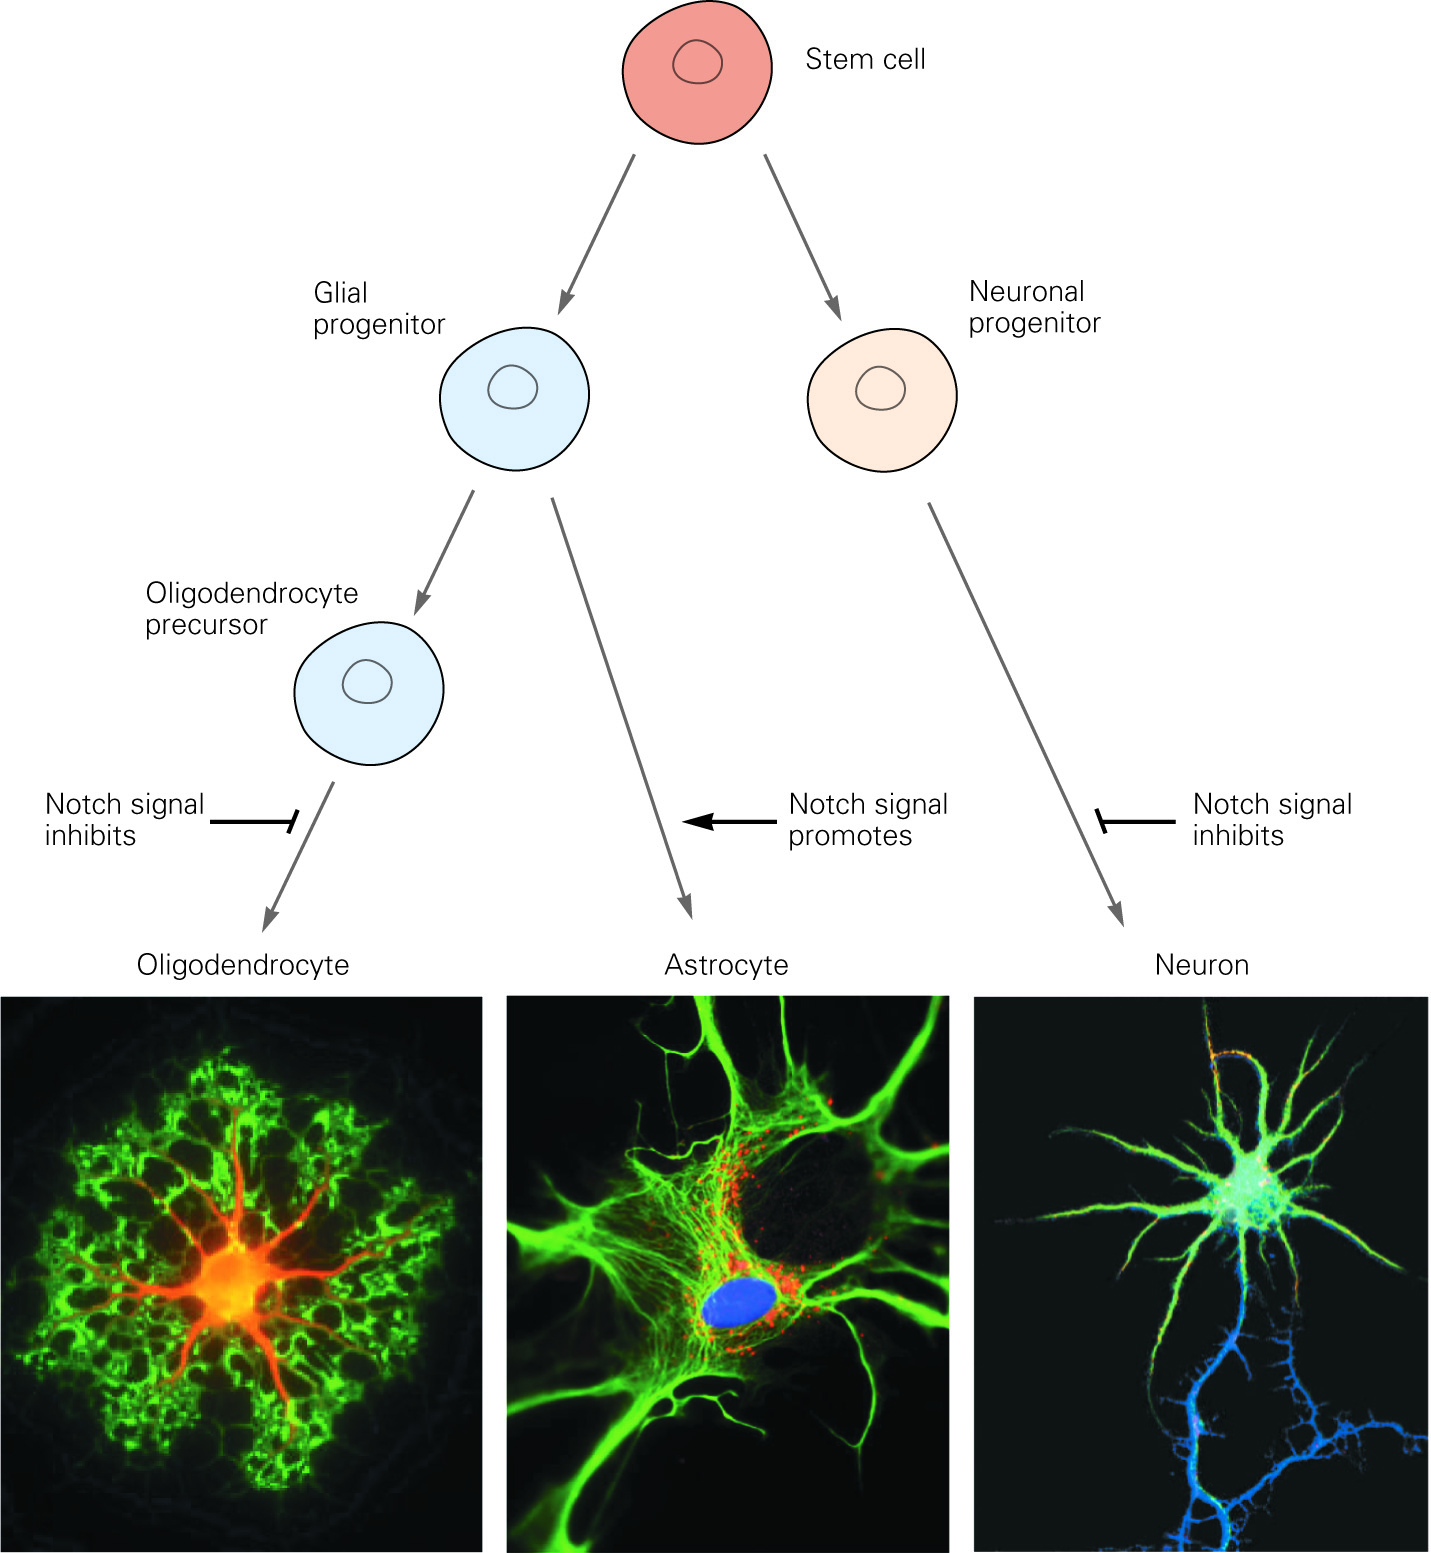 Stem cell
Glial
progenitor
Neuronal
progenitor
Oligodendrocyte
precursor
Notch signal
inhibits
Notch signal
promotes
Notch signal
inhibits
Oligodendrocyte
Astrocyte
Neuron